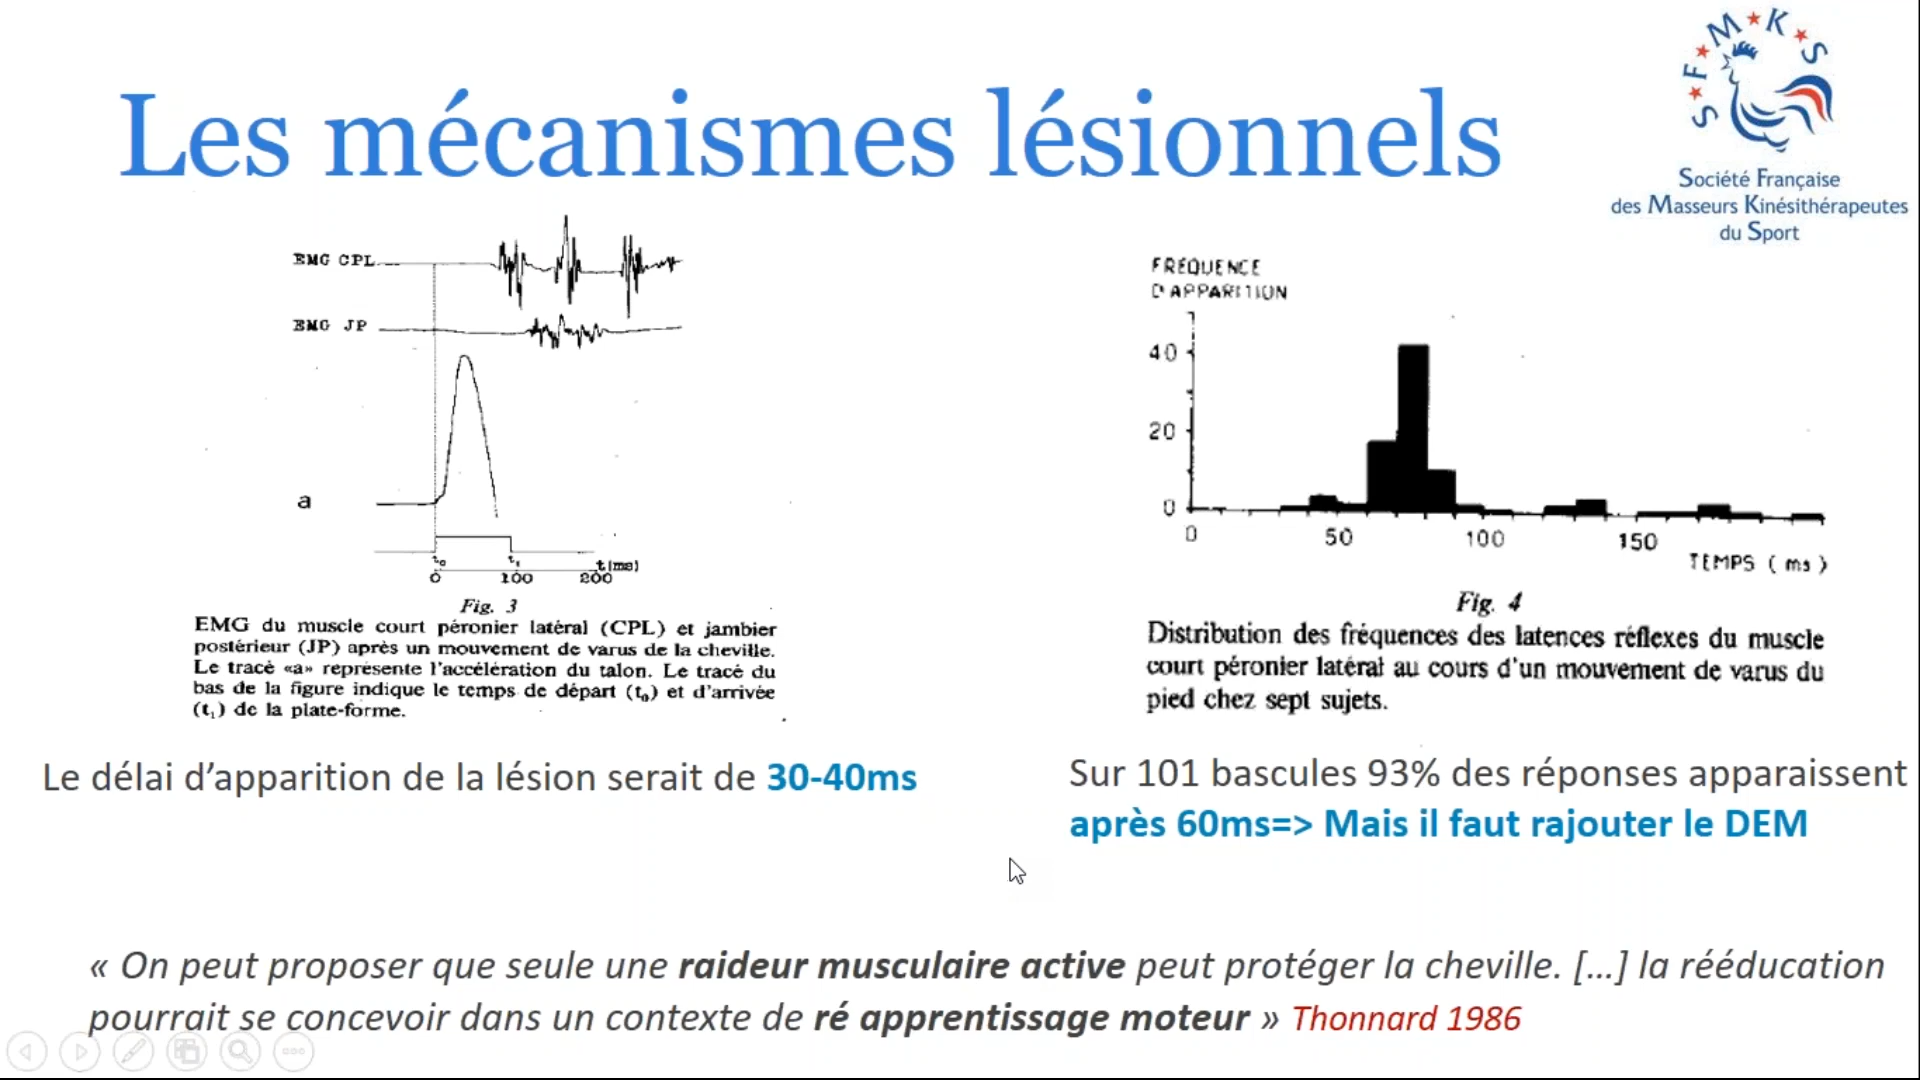 Les mécanismes lésionnels
S★F★M★K★S
Société Française
des Masseurs Kinésithérapeutes
du Sport
EMG CPL
EMG JP
a
t₀ t₁ t(ms)
0 100 200
Fig. 3
EMG du muscle court péronier latéral (CPL) et jambier
postérieur (JP) après un mouvement de varus de la cheville.
Le tracé «a» représente l'accélération du talon. Le tracé du
bas de la figure indique le temps de départ (t₀) et d'arrivée
(t₁) de la plate-forme.
FREQUENCE
D'APPARITION
40
20
0
0 50 100 150
TEMPS (ms)
Fig. 4
Distribution des fréquences des latences réflexes du muscle
court péronier latéral au cours d'un mouvement de varus du
pied chez sept sujets.
Le délai d'apparition de la lésion serait de 30-40ms
Sur 101 bascules 93% des réponses apparaissent
après 60ms=> Mais il faut rajouter le DEM
« On peut proposer que seule une raideur musculaire active peut protéger la cheville. [...] la rééducation
pourrait se concevoir dans un contexte de ré apprentissage moteur » Thonnard 1986